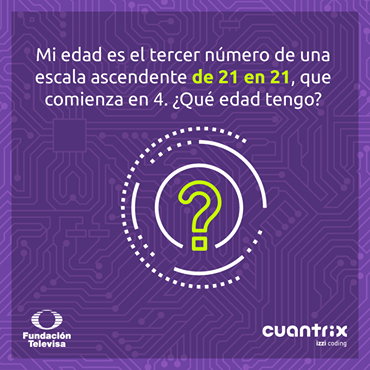 Mi edad es el tercer número de una
escala ascendente de 21 en 21, que
comienza en 4. ¿Qué edad tengo?
?
Fundación
Televisa
cuantrix
izzi coding